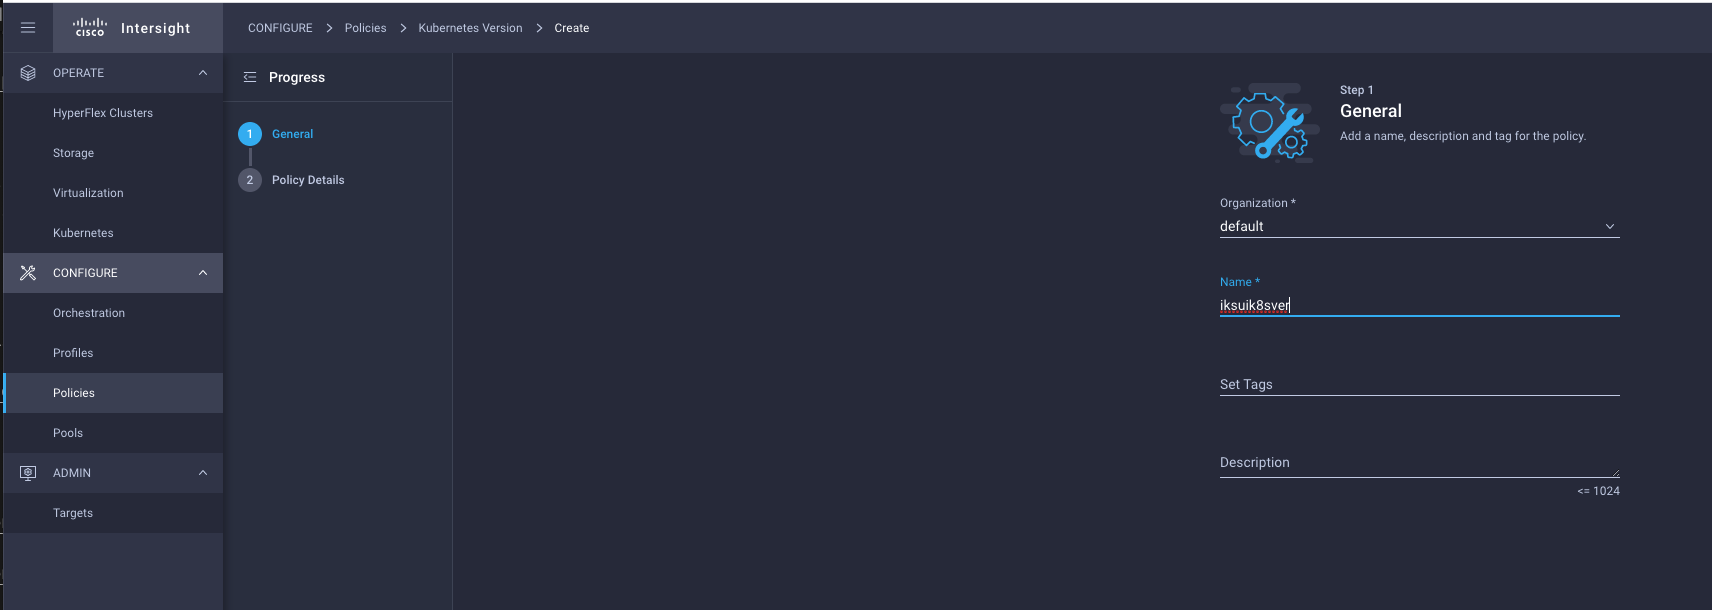 cisco Intersight
CONFIGURE > Policies > Kubernetes Version > Create
OPERATE
HyperFlex Clusters
Storage
Virtualization
Kubernetes
CONFIGURE
Orchestration
Profiles
Policies
Pools
ADMIN
Targets
Progress
1 General
2 Policy Details
Step 1
General
Add a name, description and tag for the policy.
Organization *
default
Name *
iksuik8sver
Set Tags
Description
<= 1024